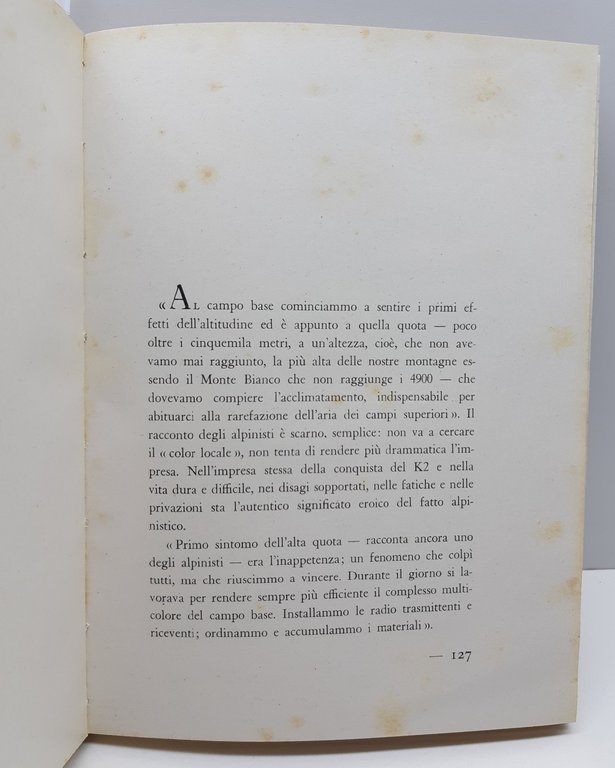 « AL campo base cominciammo a sentire i primi ef-
fetti dell'altitudine ed è appunto a quella quota — poco
oltre i cinquemila metri, a un'altezza, cioè, che non ave-
vamo mai raggiunto, la più alta delle nostre montagne es-
sendo il Monte Bianco che non raggiunge i 4900 — che
dovevamo compiere l'acclimatamento, indispensabile per
abituarci alla rarefazione dell'aria dei campi superiori ». Il
racconto degli alpinisti è scarno, semplice: non va a cercare
il « color locale », non tenta di rendere più drammatica l'im-
presa. Nell'impresa stessa della conquista del K2 e nella
vita dura e difficile, nei disagi sopportati, nelle fatiche e nelle
privazioni sta l'autentico significato eroico del fatto alpi-
nistico.
« Primo sintomo dell'alta quota — racconta ancora uno
degli alpinisti — era l'inappetenza; un fenomeno che colpì
tutti, ma che riuscimmo a vincere. Durante il giorno si la-
vorava per rendere sempre più efficiente il complesso multi-
colore del campo base. Installammo le radio trasmittenti e
riceventi; ordinammo e accumulammo i materiali ».
— 127